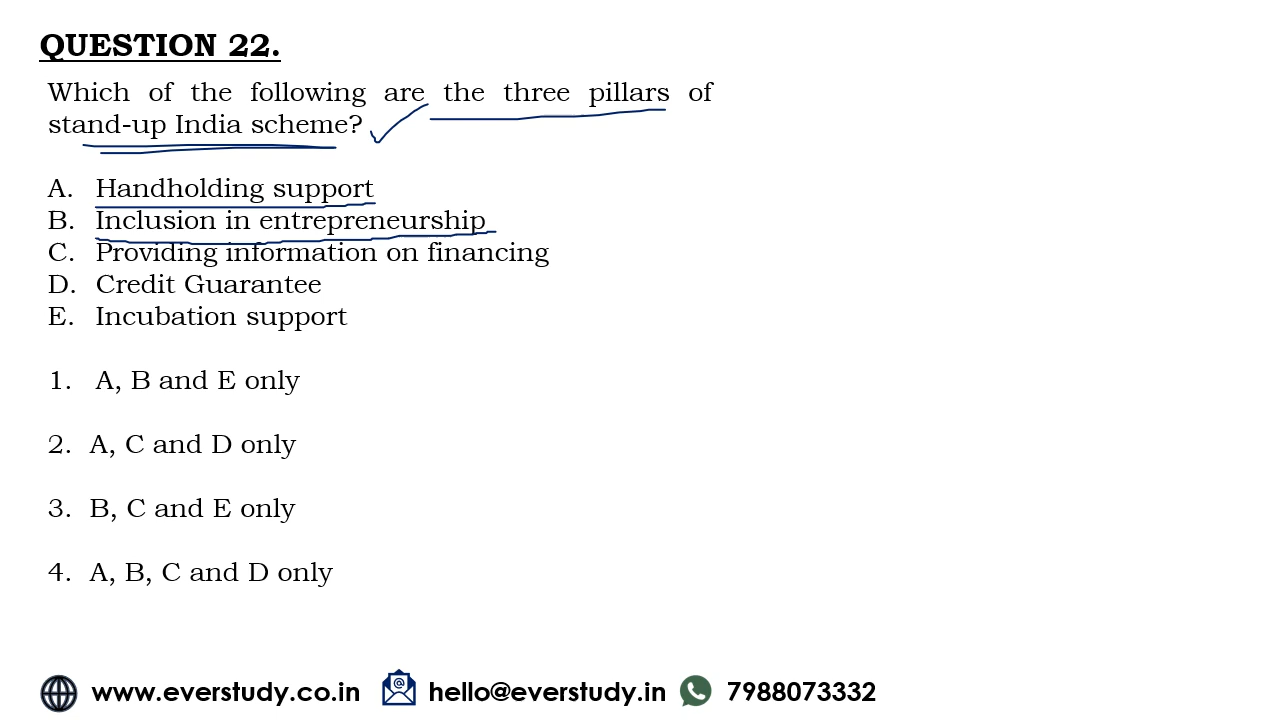 QUESTION 22.
Which of the following are the three pillars of
stand-up India scheme?
A. Handholding support
B. Inclusion in entrepreneurship
C. Providing information on financing
D. Credit Guarantee
E. Incubation support
1. A, B and E only
2. A, C and D only
3. B, C and E only
4. A, B, C and D only
www.everstudy.co.in hello@everstudy.in 7988073332